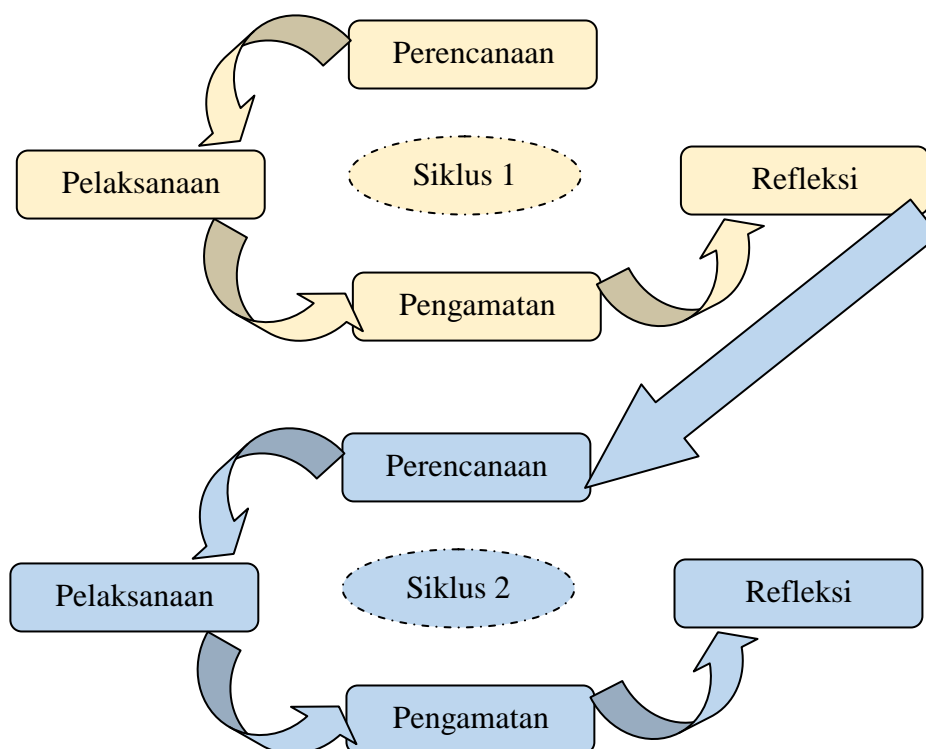 Perencanaan
Siklus 1
Pelaksanaan
Refleksi
Pengamatan
Perencanaan
Siklus 2
Pelaksanaan
Refleksi
Pengamatan